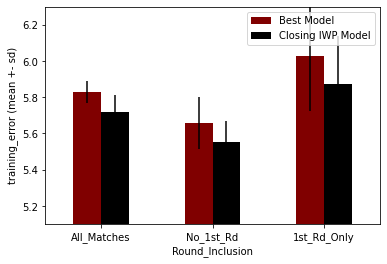 Best Model
Closing IWP Model
training_error (mean +- sd)
6.2
6.0
5.8
5.6
5.4
5.2
All_Matches
No_1st_Rd
1st_Rd_Only
Round_Inclusion